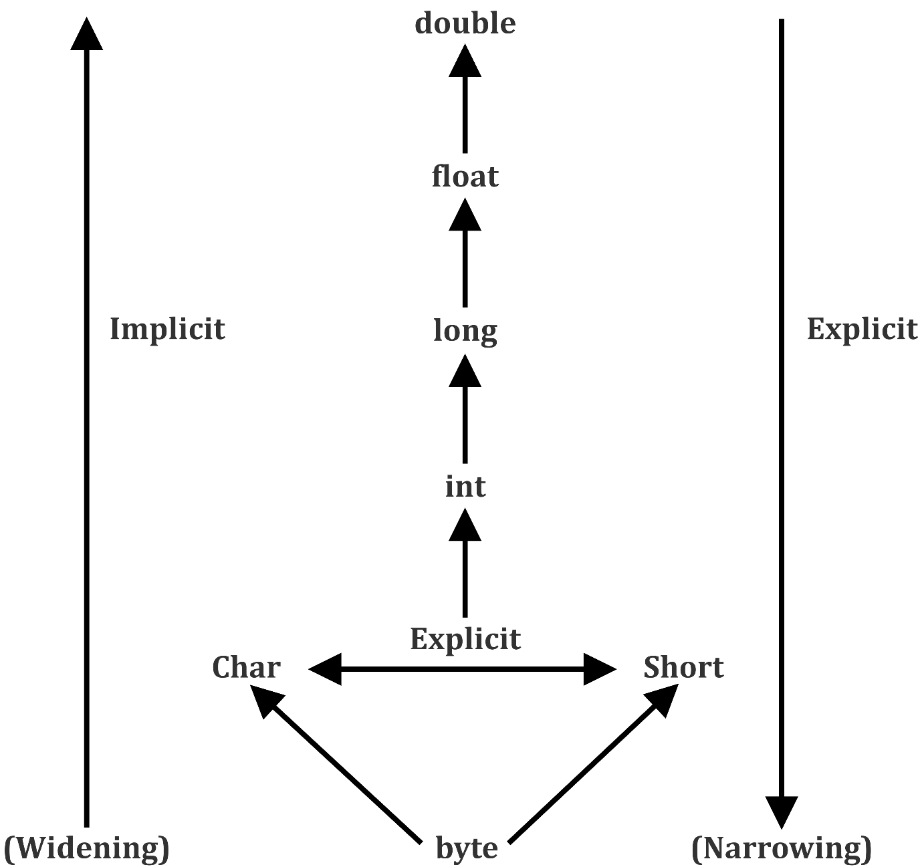 double
float
Implicit
long
Explicit
int
Explicit
Char
Short
(Widening)
byte
(Narrowing)